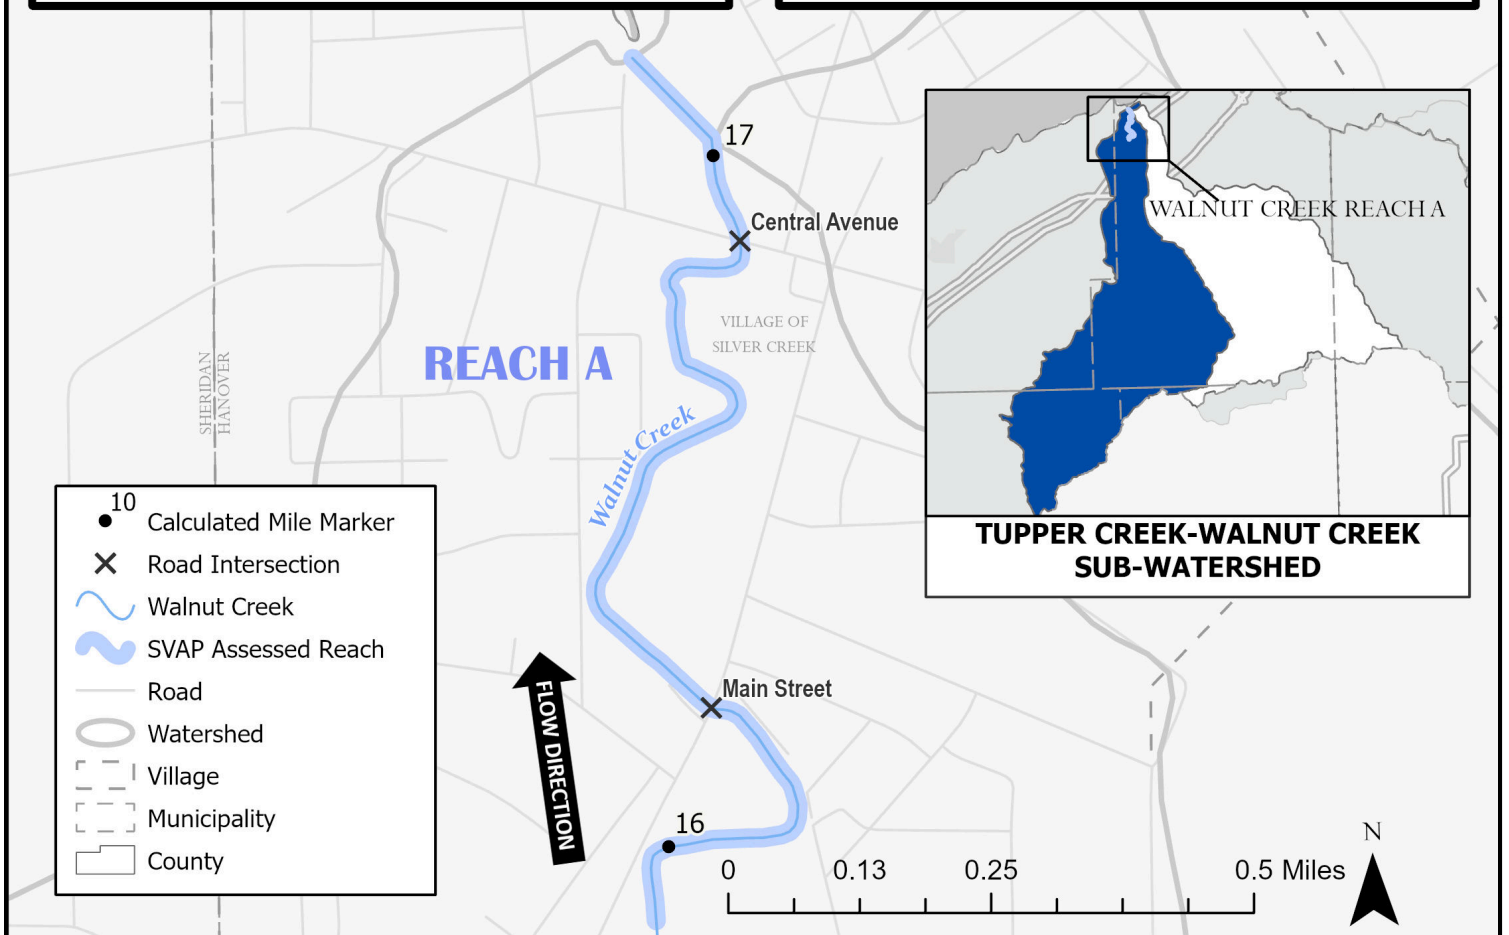 17
Central Avenue
WALNUT CREEK REACH A
VILLAGE OF
SILVER CREEK
REACH A
SHERIDAN
HANOVER
Walnut Creek
TUPPER CREEK-WALNUT CREEK
SUB-WATERSHED
10
Calculated Mile Marker
Road Intersection
Walnut Creek
SVAP Assessed Reach
Road
Watershed
Village
Municipality
County
FLOW DIRECTION
Main Street
16
0 0.13 0.25 0.5 Miles
N